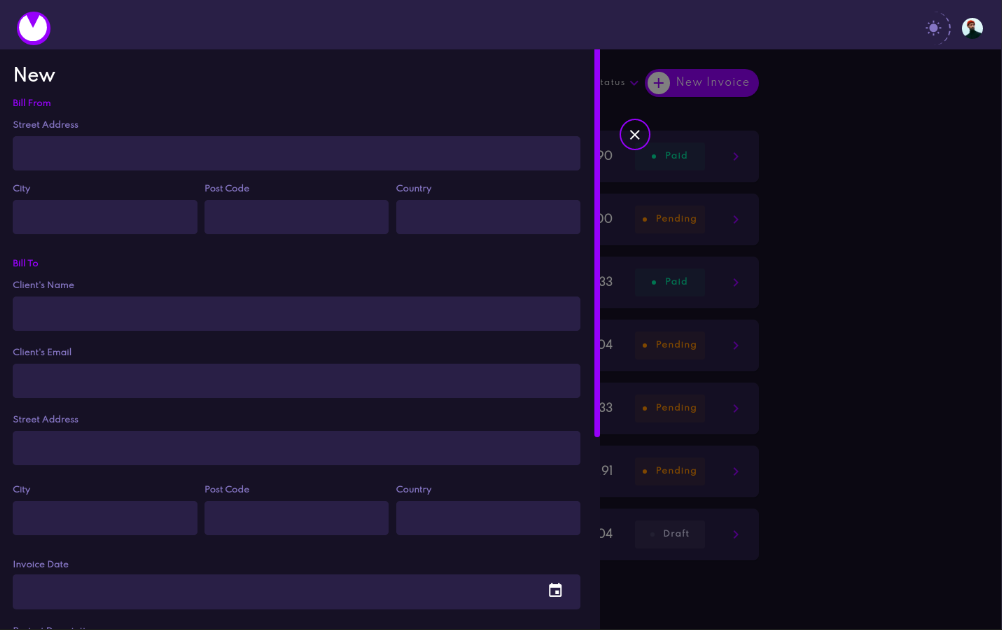 New
Bill From
Street Address
City Post Code Country
Bill To
Client's Name
Client's Email
Street Address
City Post Code Country
Invoice Date
tatus
New Invoice
90 Paid
00 Pending
33 Paid
04 Pending
33 Pending
91 Pending
04 Draft